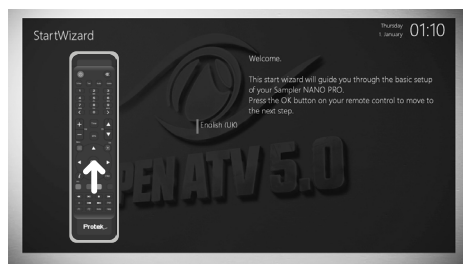 StartWizard
Thursday
1. January
01:10
Welcome.
This start wizard will guide you through the basic setup
of your Sampler NANO PRO.
Press the OK button on your remote control to move to
the next step.
English (UK)
OPEN ATV 5.0
Protek